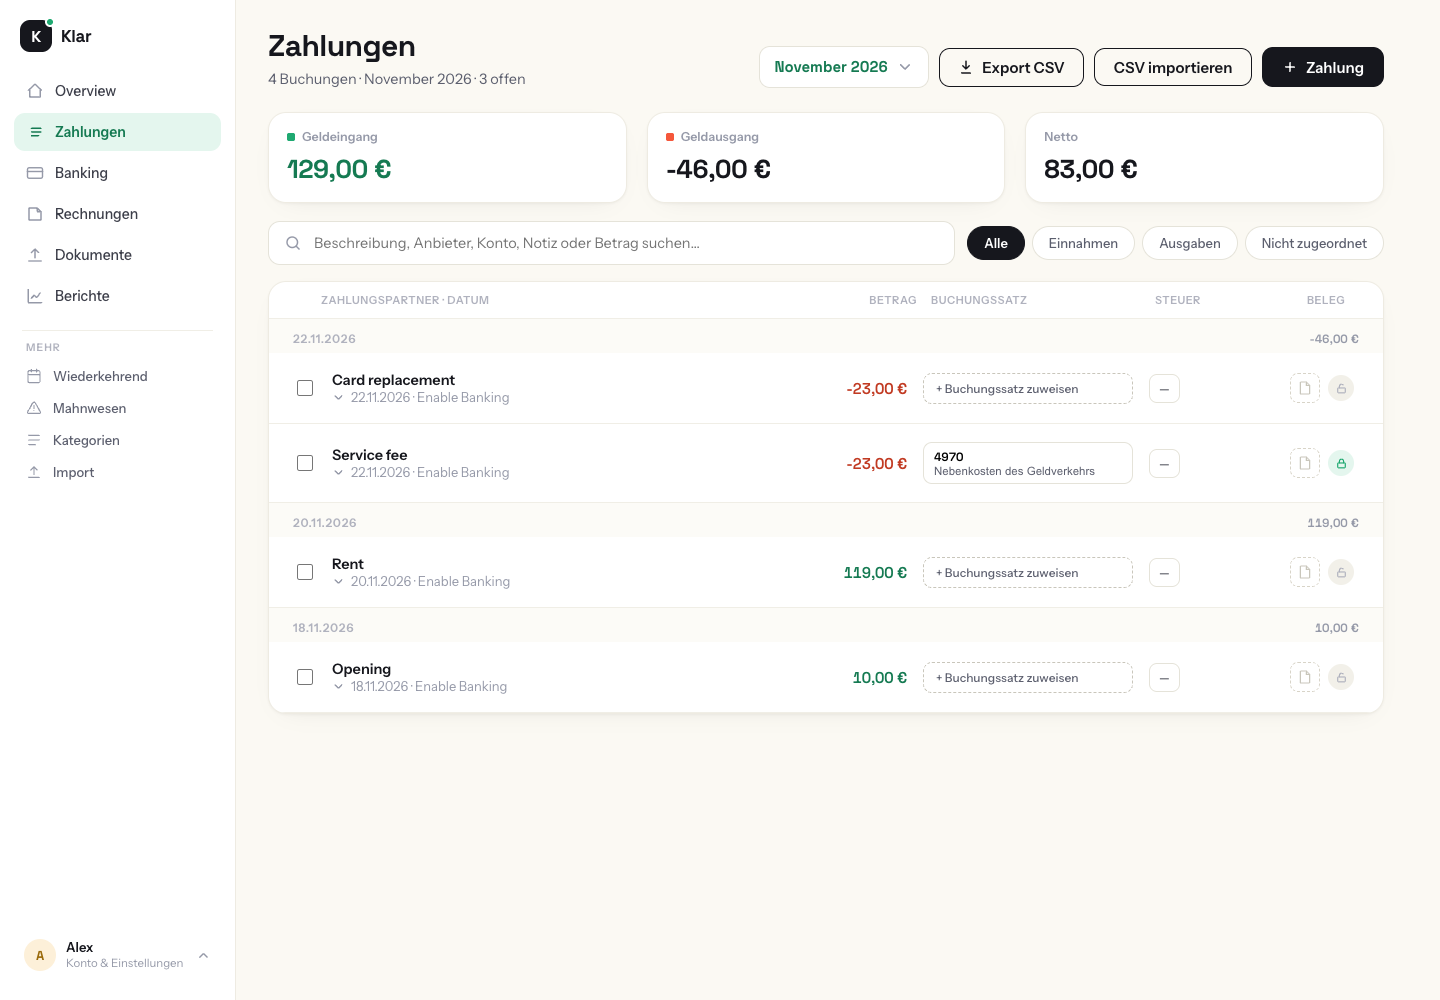 K Klar
Overview
Zahlungen
Banking
Rechnungen
Dokumente
Berichte
MEHR
Wiederkehrend
Mahnwesen
Kategorien
Import
A
Alex
Konto & Einstellungen
Zahlungen
4 Buchungen · November 2026 · 3 offen
November 2026
Export CSV
CSV importieren
+ Zahlung
Geldeingang
129,00 €
Geldausgang
-46,00 €
Netto
83,00 €
Beschreibung, Anbieter, Konto, Notiz oder Betrag suchen...
Alle
Einnahmen
Ausgaben
Nicht zugeordnet
ZAHLUNGSPARTNER · DATUM BETRAG BUCHUNGSSATZ STEUER BELEG
22.11.2026 -46,00 €
Card replacement
22.11.2026 · Enable Banking
-23,00 €
+ Buchungssatz zuweisen
–
Service fee
22.11.2026 · Enable Banking
-23,00 €
4970
Nebenkosten des Geldverkehrs
–
20.11.2026 119,00 €
Rent
20.11.2026 · Enable Banking
119,00 €
+ Buchungssatz zuweisen
–
18.11.2026 10,00 €
Opening
18.11.2026 · Enable Banking
10,00 €
+ Buchungssatz zuweisen
–